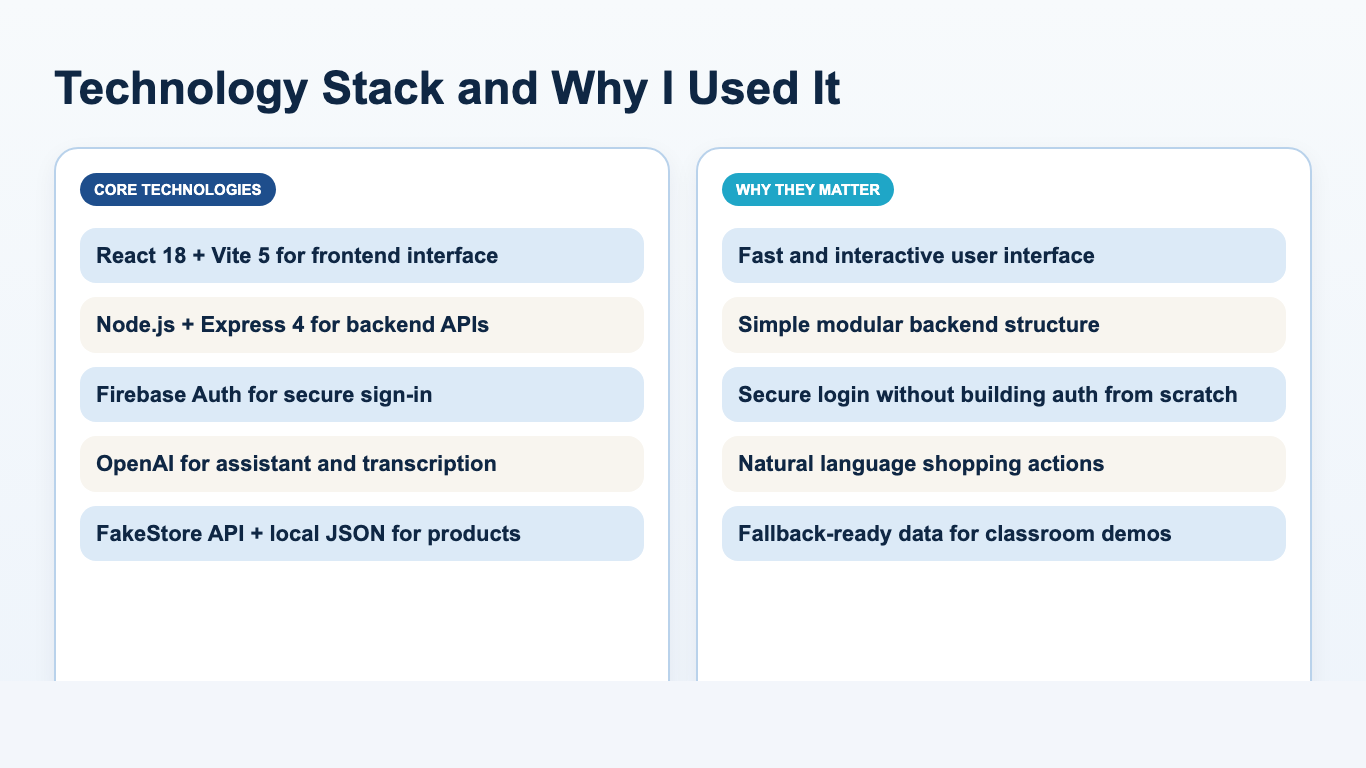 Technology Stack and Why I Used It
CORE TECHNOLOGIES
React 18 + Vite 5 for frontend interface
Node.js + Express 4 for backend APIs
Firebase Auth for secure sign-in
OpenAI for assistant and transcription
FakeStore API + local JSON for products
WHY THEY MATTER
Fast and interactive user interface
Simple modular backend structure
Secure login without building auth from scratch
Natural language shopping actions
Fallback-ready data for classroom demos